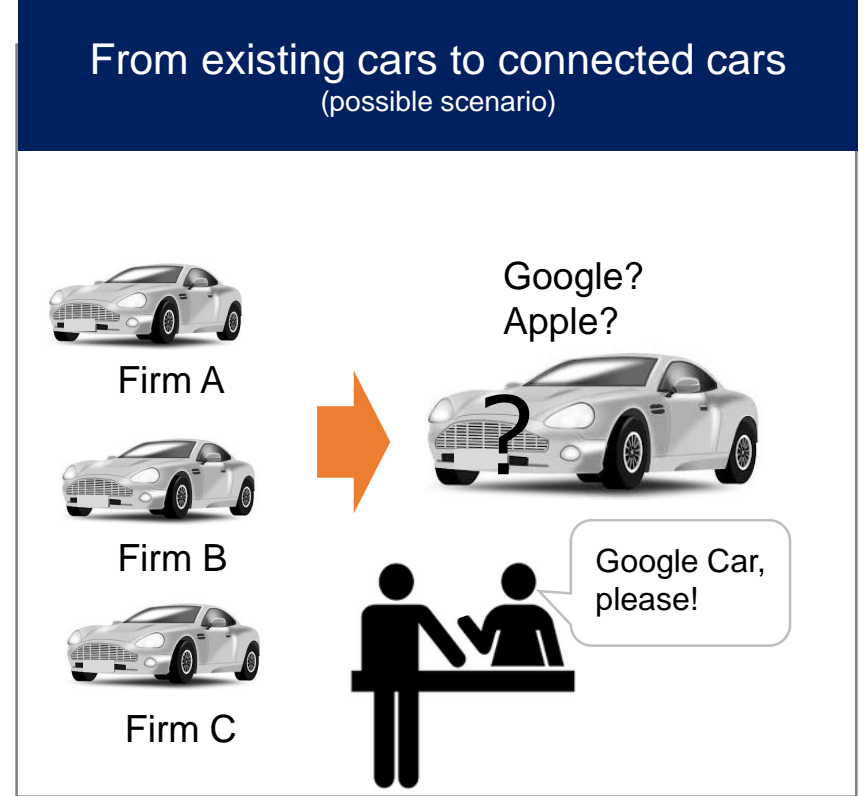 From existing cars to connected cars
(possible scenario)
Firm A
Firm B
Firm C
Google?
Apple?
?
Google Car,
please!